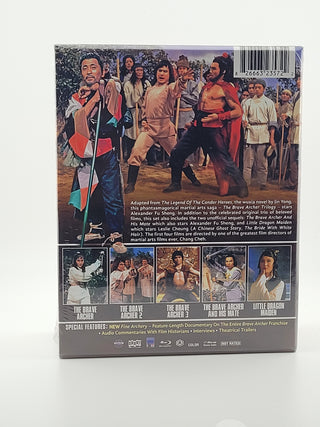 8 26663 23572 2
Adapted from The Legend Of The Condor Heroes, the wuxia novel by Jin Yong,
this phantasmagorical martial arts saga – The Brave Archer Trilogy – stars
Alexander Fu Sheng. In addition to the celebrated original trio of beloved
films, this set also includes the two unofficial sequels: The Brave Archer And
His Mate which also stars Alexander Fu Sheng, and Little Dragon Maiden
which stars Leslie Cheung (A Chinese Ghost Story, The Bride With White
Hair). The first four films are directed by one of the greatest film directors of
martial arts films ever, Chang Cheh.
THE BRAVE ARCHER
THE BRAVE ARCHER 2
THE BRAVE ARCHER 3
THE BRAVE ARCHER AND HIS MATE
LITTLE DRAGON MAIDEN
SPECIAL FEATURES: NEW Fine Archery – Feature Length Documentary On The Entire Brave Archer Franchise
• Audio Commentaries With Film Historians • Interviews • Theatrical Trailers
COLOR
NOT RATED